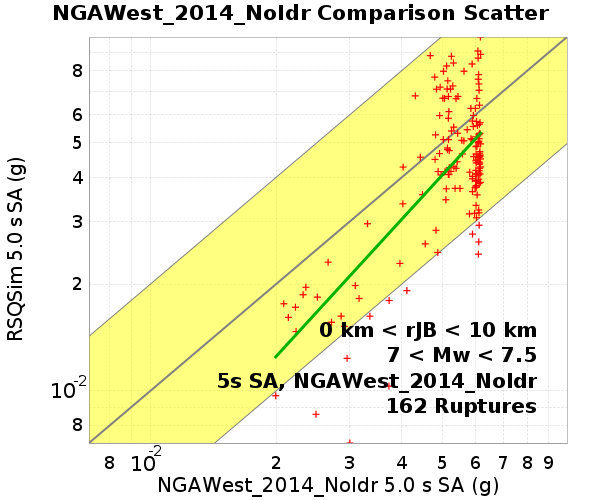 NGAWest_2014_NoIdr Comparison Scatter
RSQSim 5.0 s SA (g)
8
6
5
4
3
2
10-2
8
0 km < rJB < 10 km
7 < Mw < 7.5
5s SA, NGAWest_2014_NoIdr
162 Ruptures
8 10-2 2 3 4 5 6 7 8 9
NGAWest_2014_NoIdr 5.0 s SA (g)